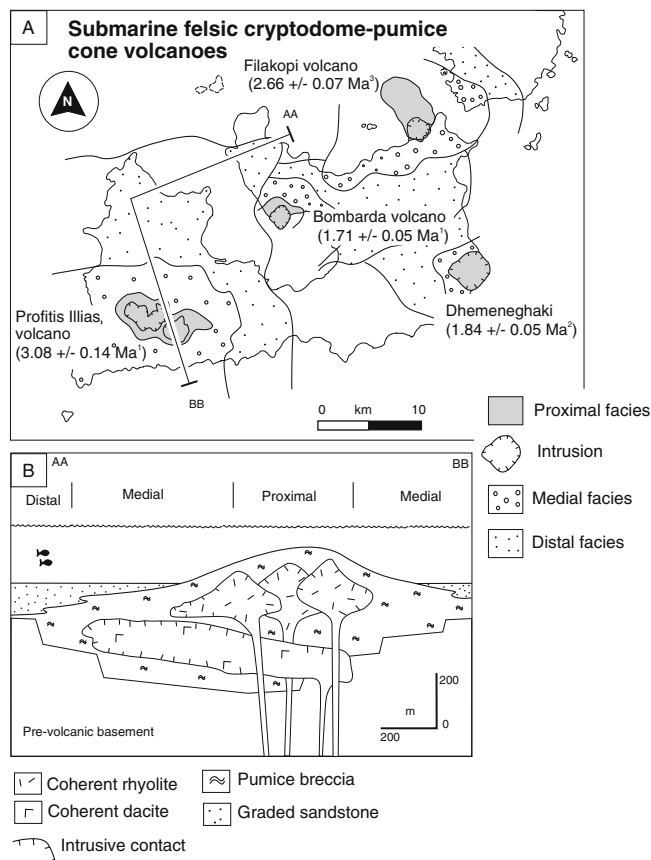 A
Submarine felsic cryptodome-pumice
cone volcanoes
Filakopi volcano
(2.66 +/- 0.07 Ma³)
N
AA
Bombarda volcano
(1.71 +/- 0.05 Ma¹)
Profitis Illias,
volcano
(3.08 +/- 0.14 Ma¹)
Dhemeneghaki
(1.84 +/- 0.05 Ma²)
BB
0 km 10
Proximal facies
Intrusion
Medial facies
Distal facies
B
AA
BB
Distal
Medial
Proximal
Medial
200
m
0
200
Pre-volcanic basement
Coherent rhyolite
Pumice breccia
Coherent dacite
Graded sandstone
Intrusive contact